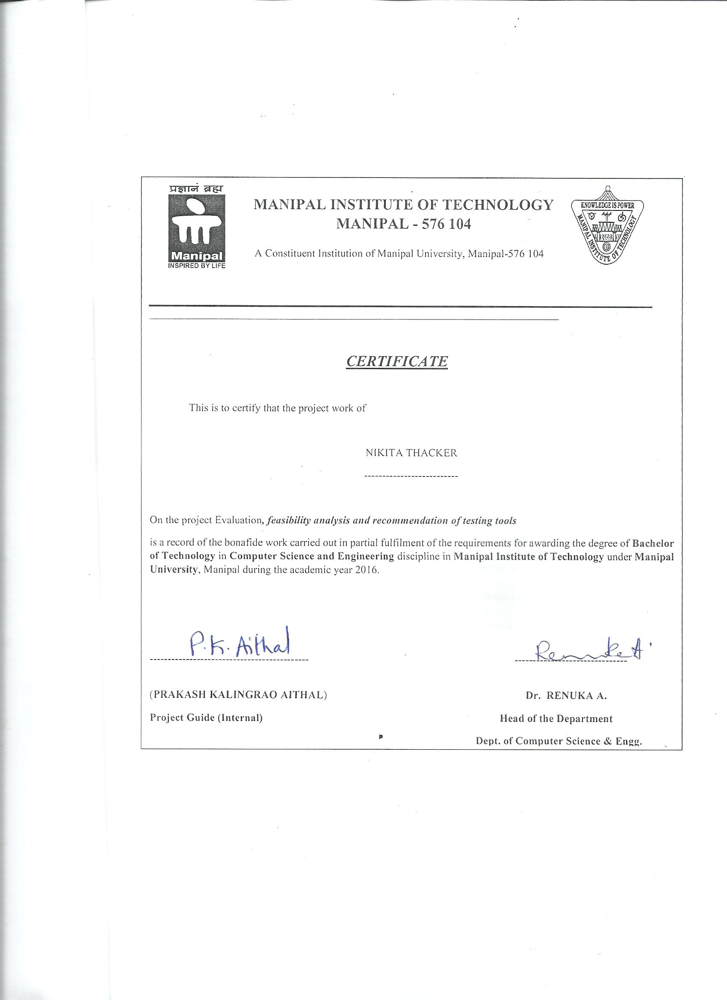 प्रज्ञानं ब्रह्म
Manipal
INSPIRED BY LIFE
MANIPAL INSTITUTE OF TECHNOLOGY
MANIPAL - 576 104
A Constituent Institution of Manipal University, Manipal-576 104
KNOWLEDGE IS POWER
MANIPAL INSTITUTE OF TECHNOLOGY
CERTIFICATE
This is to certify that the project work of
NIKITA THACKER
On the project Evaluation, feasibility analysis and recommendation of testing tools
is a record of the bonafide work carried out in partial fulfilment of the requirements for awarding the degree of Bachelor
of Technology in Computer Science and Engineering discipline in Manipal Institute of Technology under Manipal
University, Manipal during the academic year 2016.
P.K. Aithal
Renuka A
(PRAKASH KALINGRAO AITHAL)
Dr. RENUKA A.
Project Guide (Internal)
Head of the Department
Dept. of Computer Science & Engg.